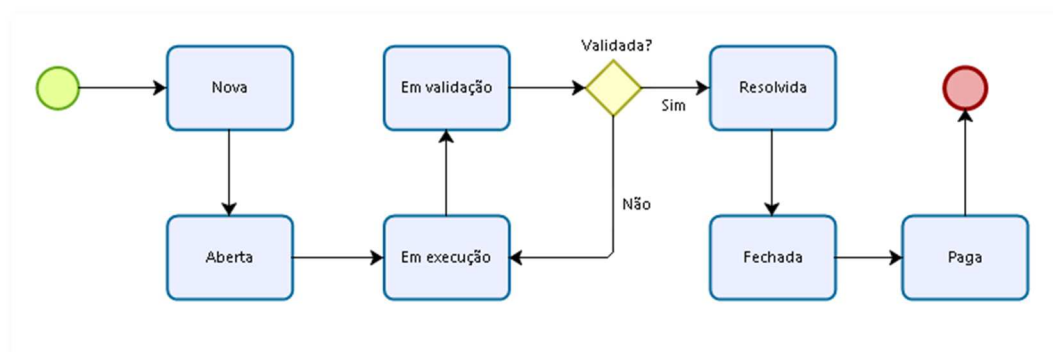 Nova
Aberta
Em execução
Em validação
Validada?
Sim
Não
Resolvida
Fechada
Paga